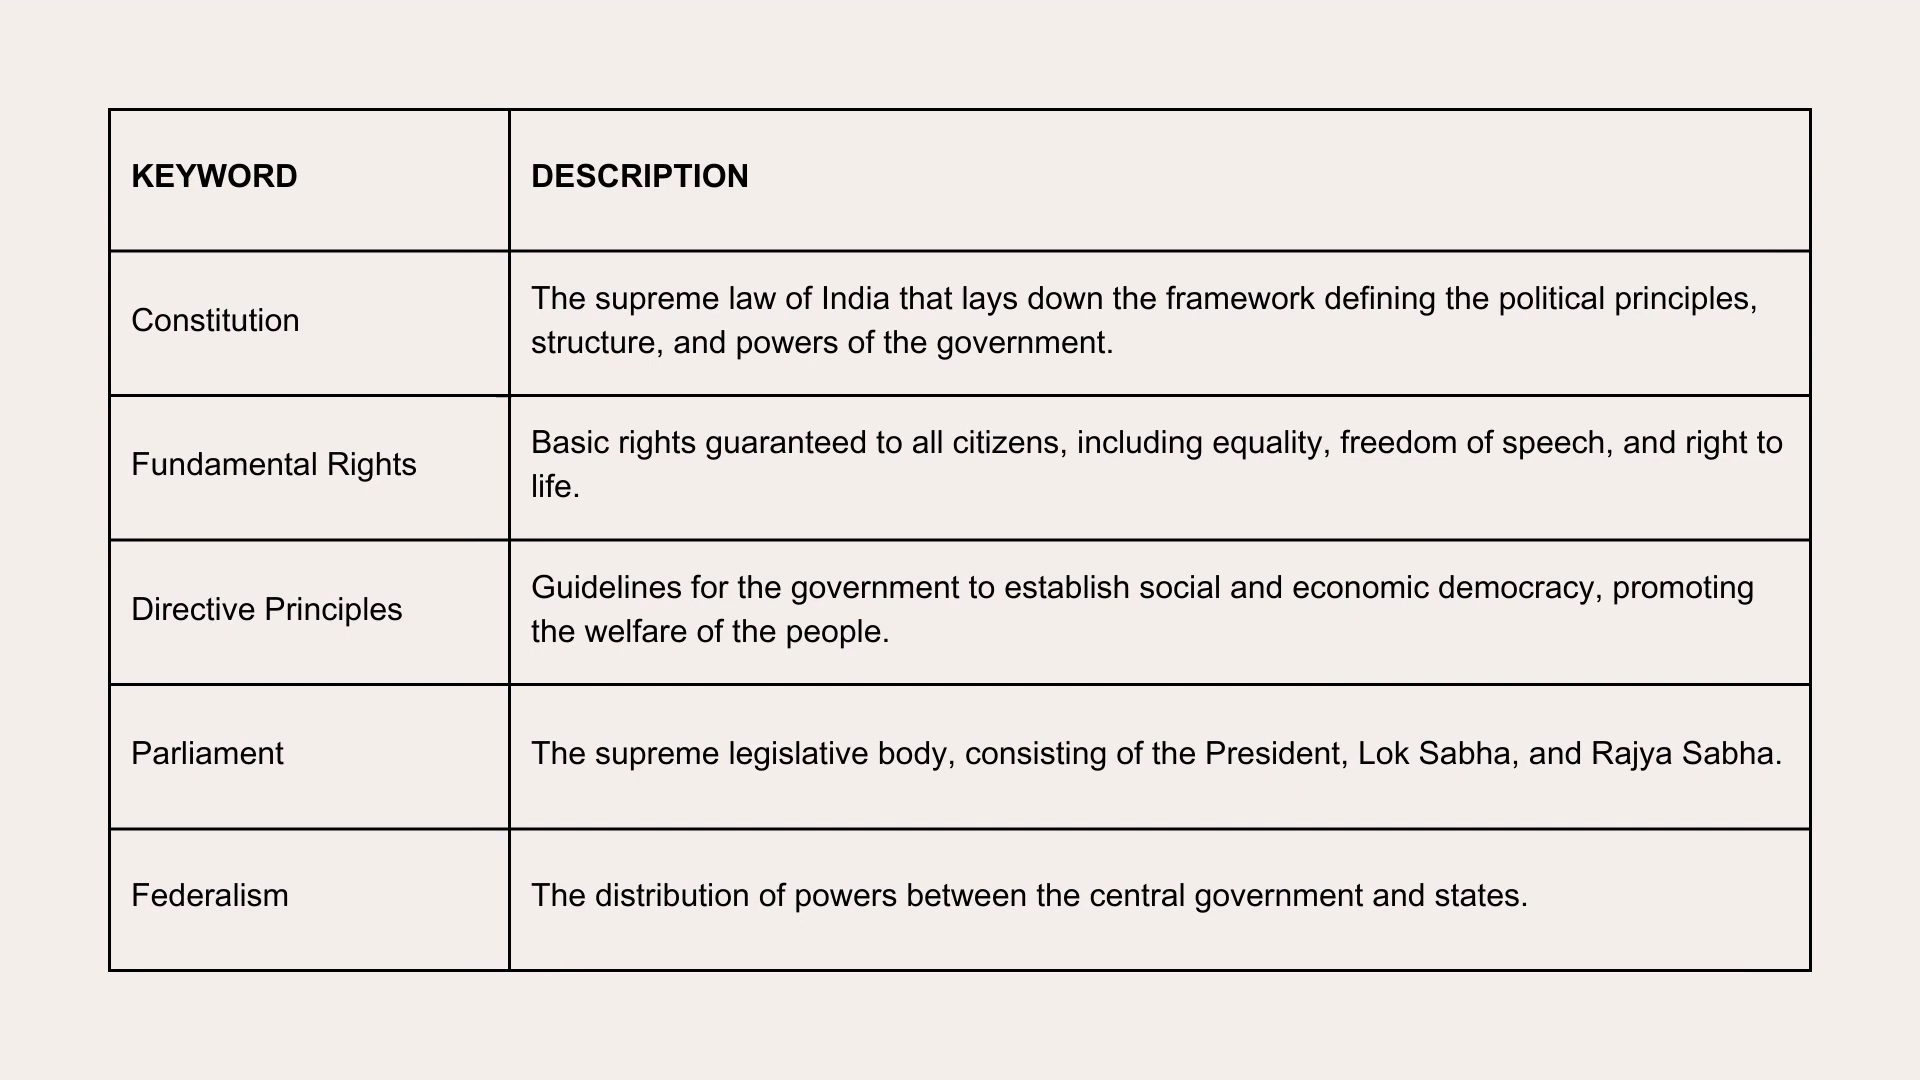 KEYWORD
DESCRIPTION
Constitution
The supreme law of India that lays down the framework defining the political principles,
structure, and powers of the government.
Fundamental Rights
Basic rights guaranteed to all citizens, including equality, freedom of speech, and right to
life.
Directive Principles
Guidelines for the government to establish social and economic democracy, promoting
the welfare of the people.
Parliament
The supreme legislative body, consisting of the President, Lok Sabha, and Rajya Sabha.
Federalism
The distribution of powers between the central government and states.